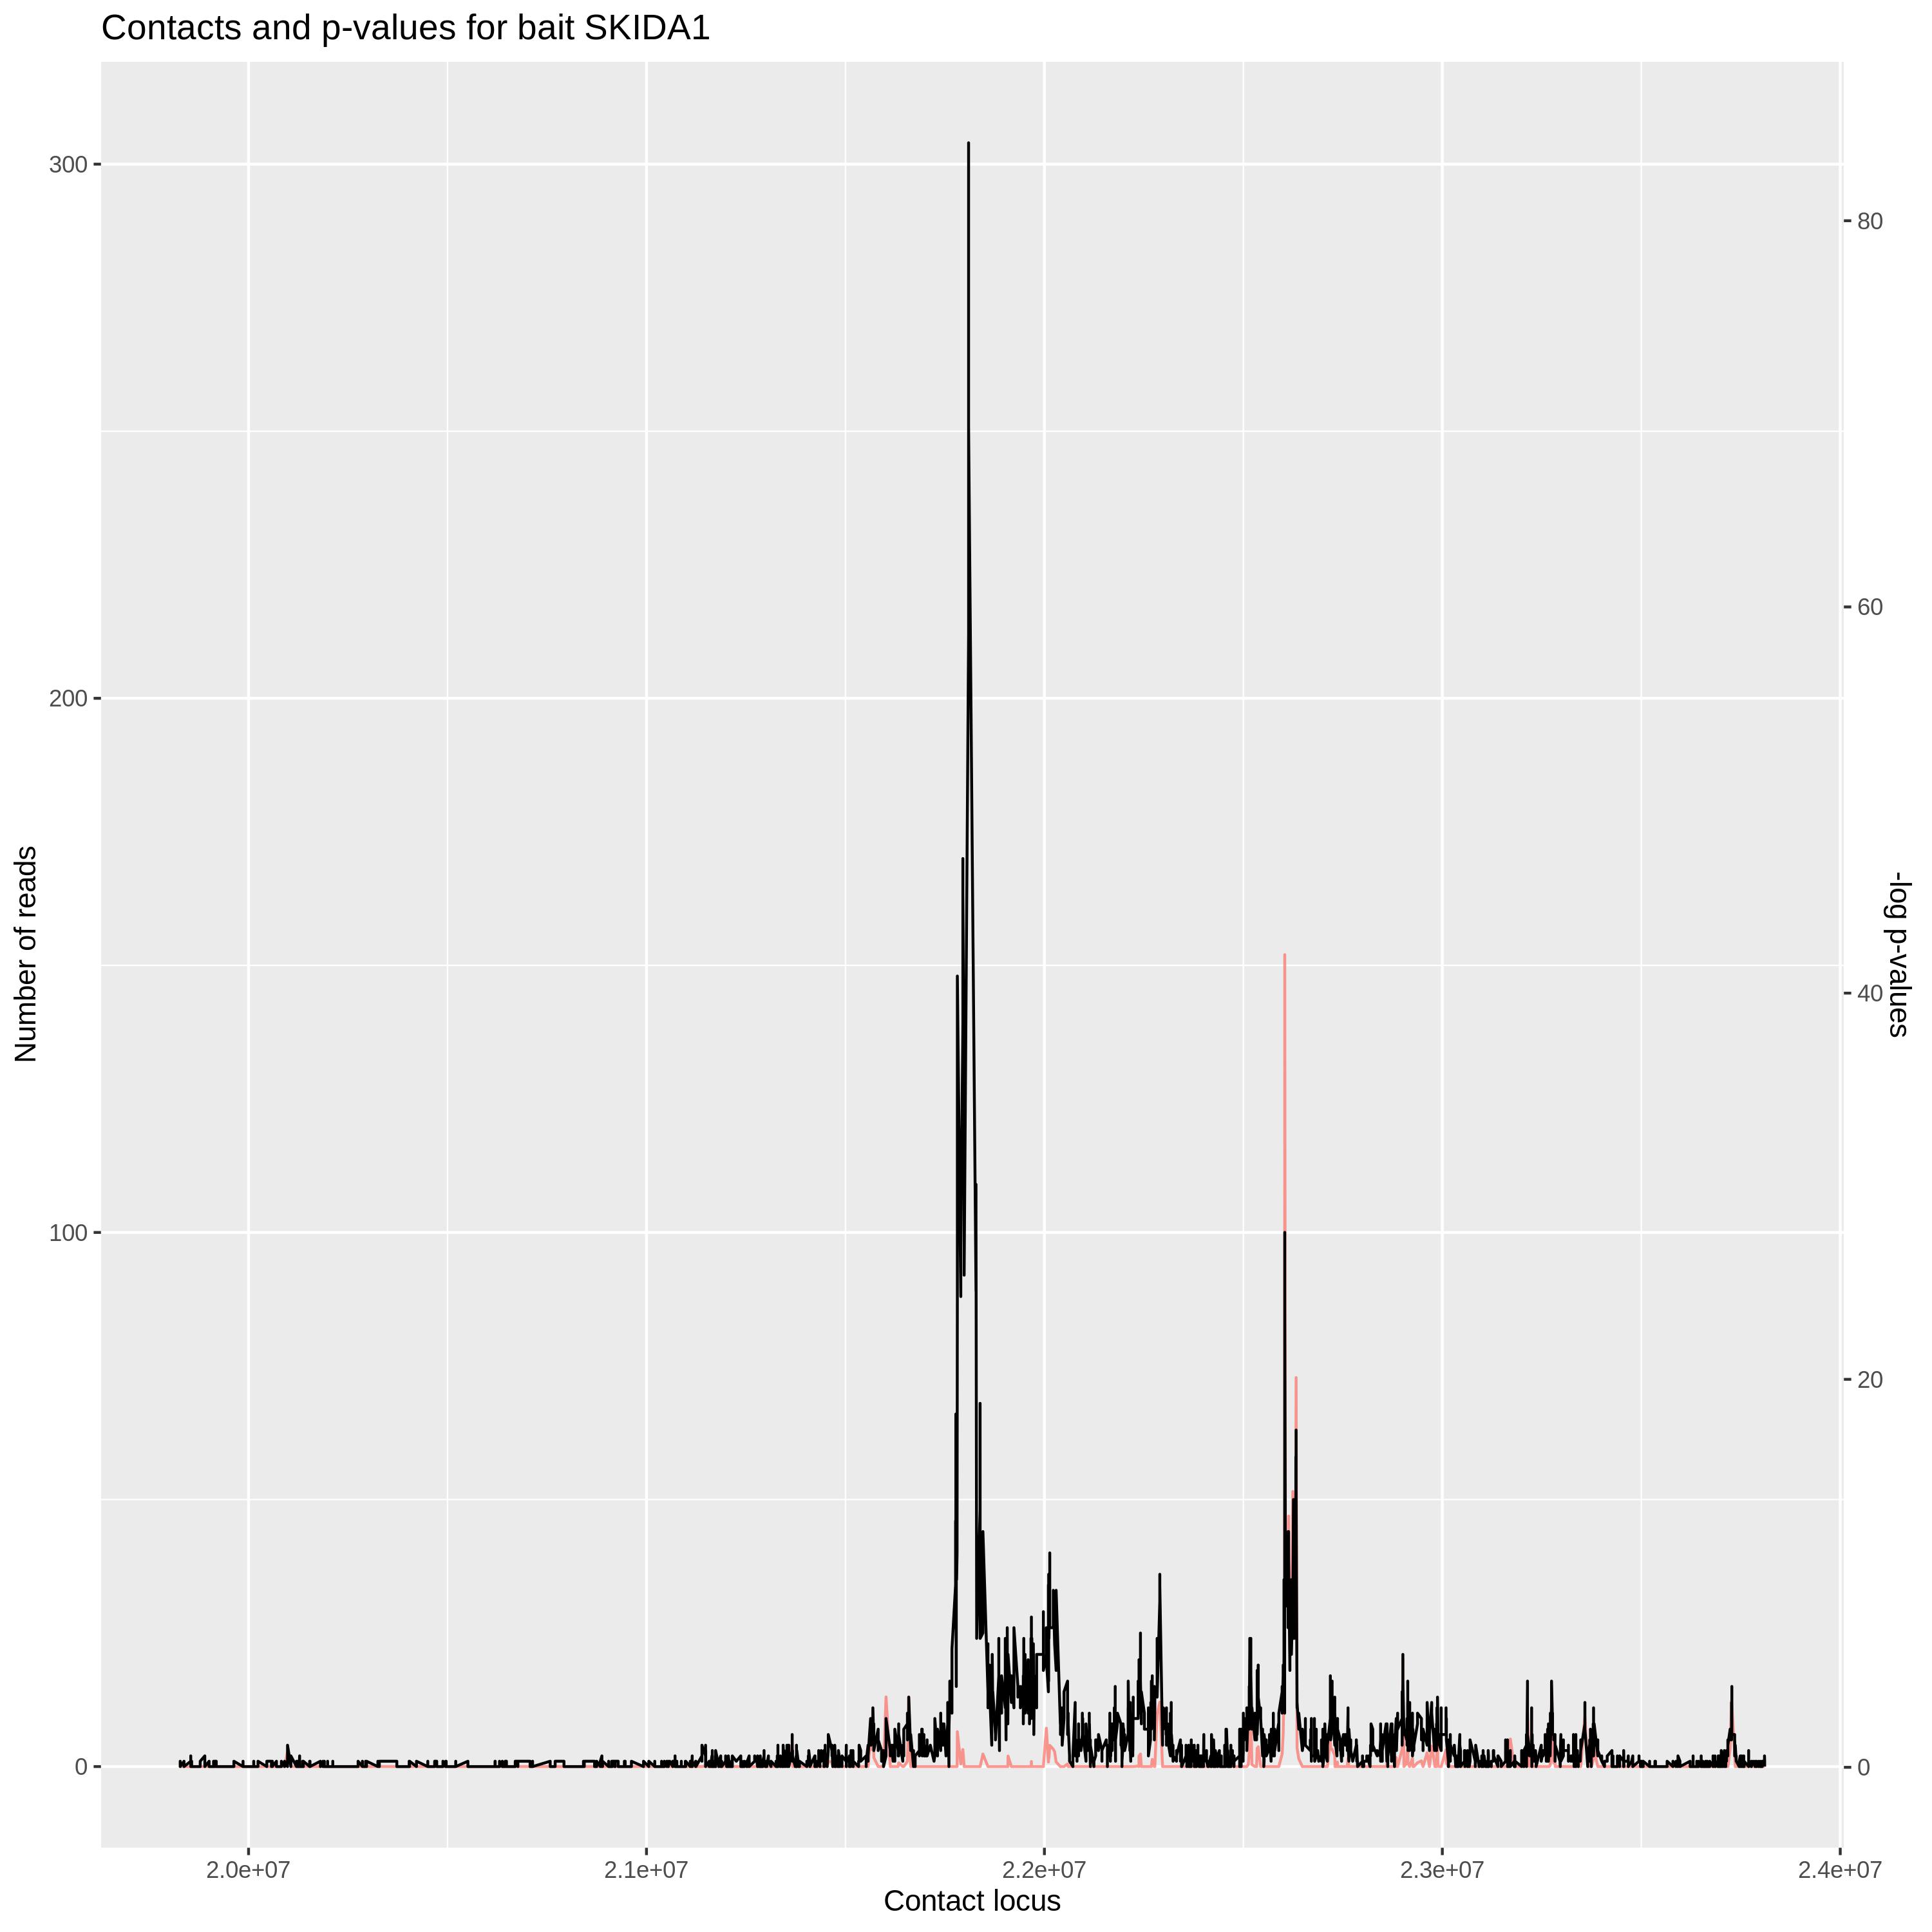 Contacts and p-values for bait SKIDA1
300
200
100
0
Number of reads
80
60
40
20
0
-log p-values
2.0e+07 2.1e+07 2.2e+07 2.3e+07 2.4e+07
Contact locus